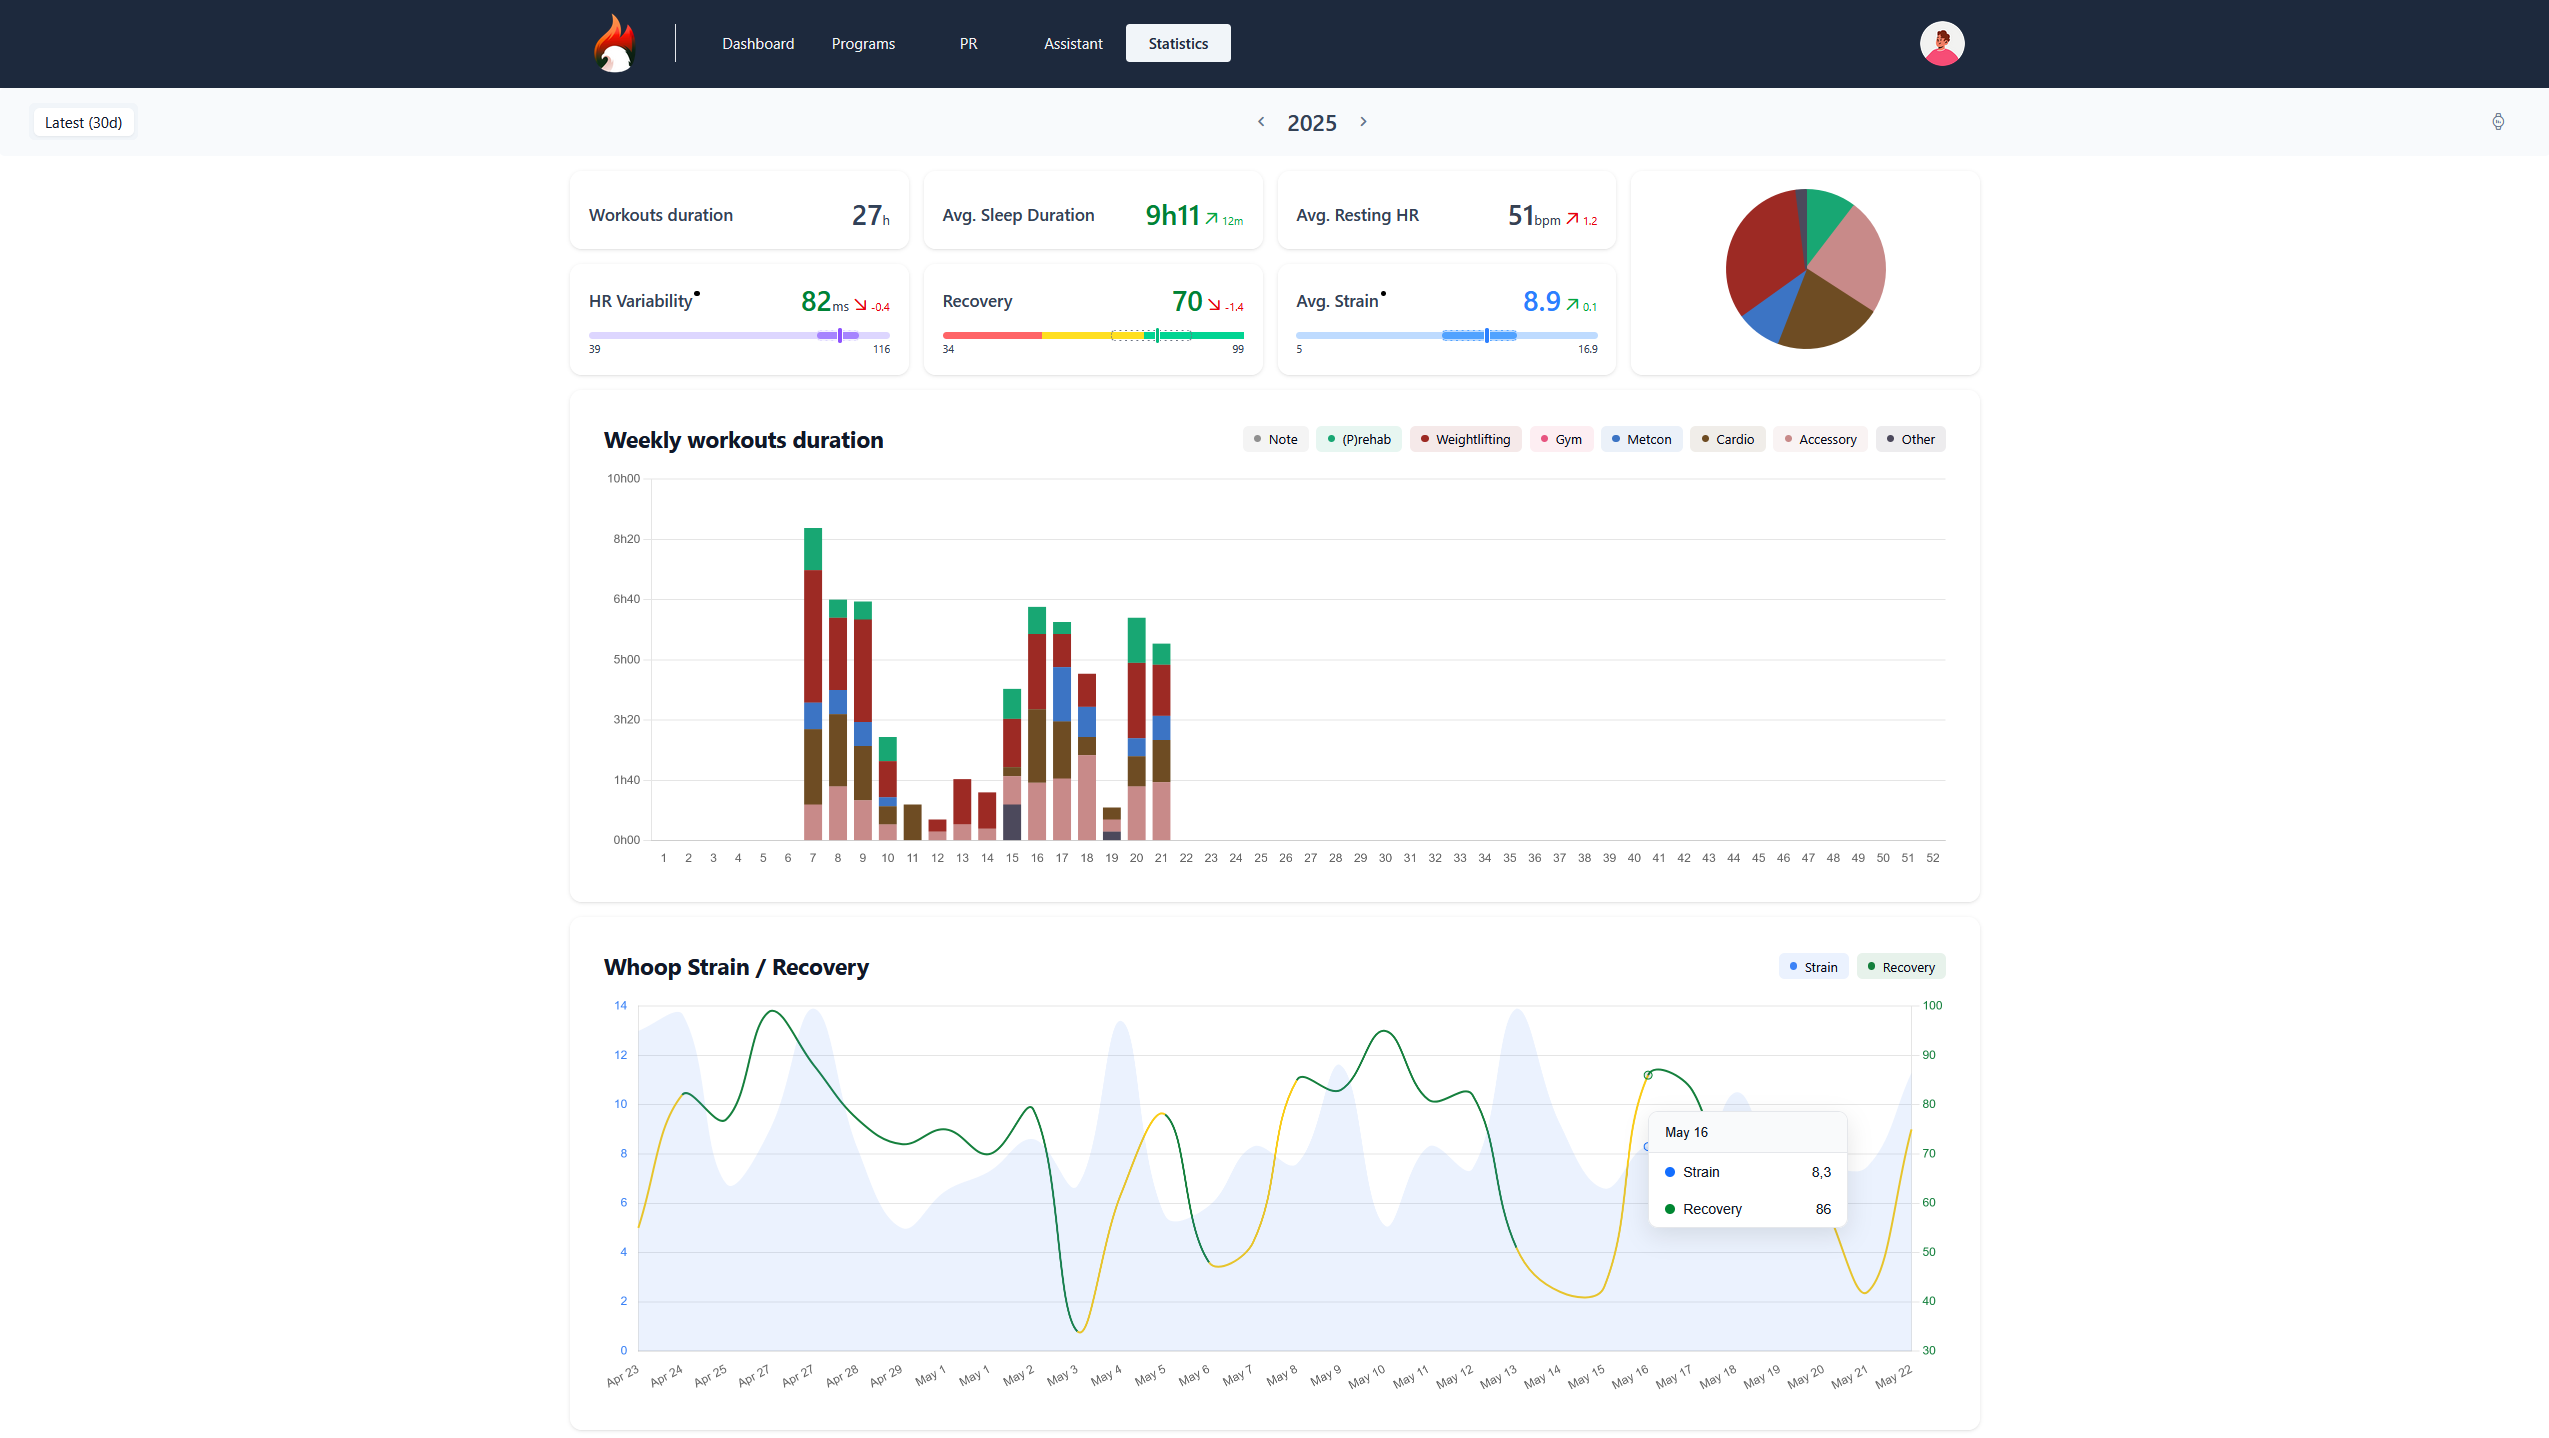 Dashboard Programs PR Assistant Statistics
Latest (30d)
2025
Workouts duration 27h
Avg. Sleep Duration 9h11 12m
Avg. Resting HR 51bpm 1.2
HR Variability 82ms -0.4
39 116
Recovery 70 -1.4
34 99
Avg. Strain 8.9 0.1
5 16.9
Weekly workouts duration
Note (P)rehab Weightlifting Gym Metcon Cardio Accessory Other
10h00
8h20
6h40
5h00
3h20
1h40
0h00
1 2 3 4 5 6 7 8 9 10 11 12 13 14 15 16 17 18 19 20 21 22 23 24 25 26 27 28 29 30 31 32 33 34 35 36 37 38 39 40 41 42 43 44 45 46 47 48 49 50 51 52
Whoop Strain / Recovery
Strain Recovery
14 100
12 90
10 80
8 70
6 60
4 50
2 40
0 30
May 16
Strain 8,3
Recovery 86
Apr 23 Apr 24 Apr 25 Apr 27 Apr 27 Apr 28 Apr 29 May 1 May 1 May 2 May 3 May 4 May 5 May 6 May 7 May 8 May 9 May 10 May 11 May 12 May 13 May 14 May 15 May 16 May 17 May 18 May 19 May 20 May 21 May 22